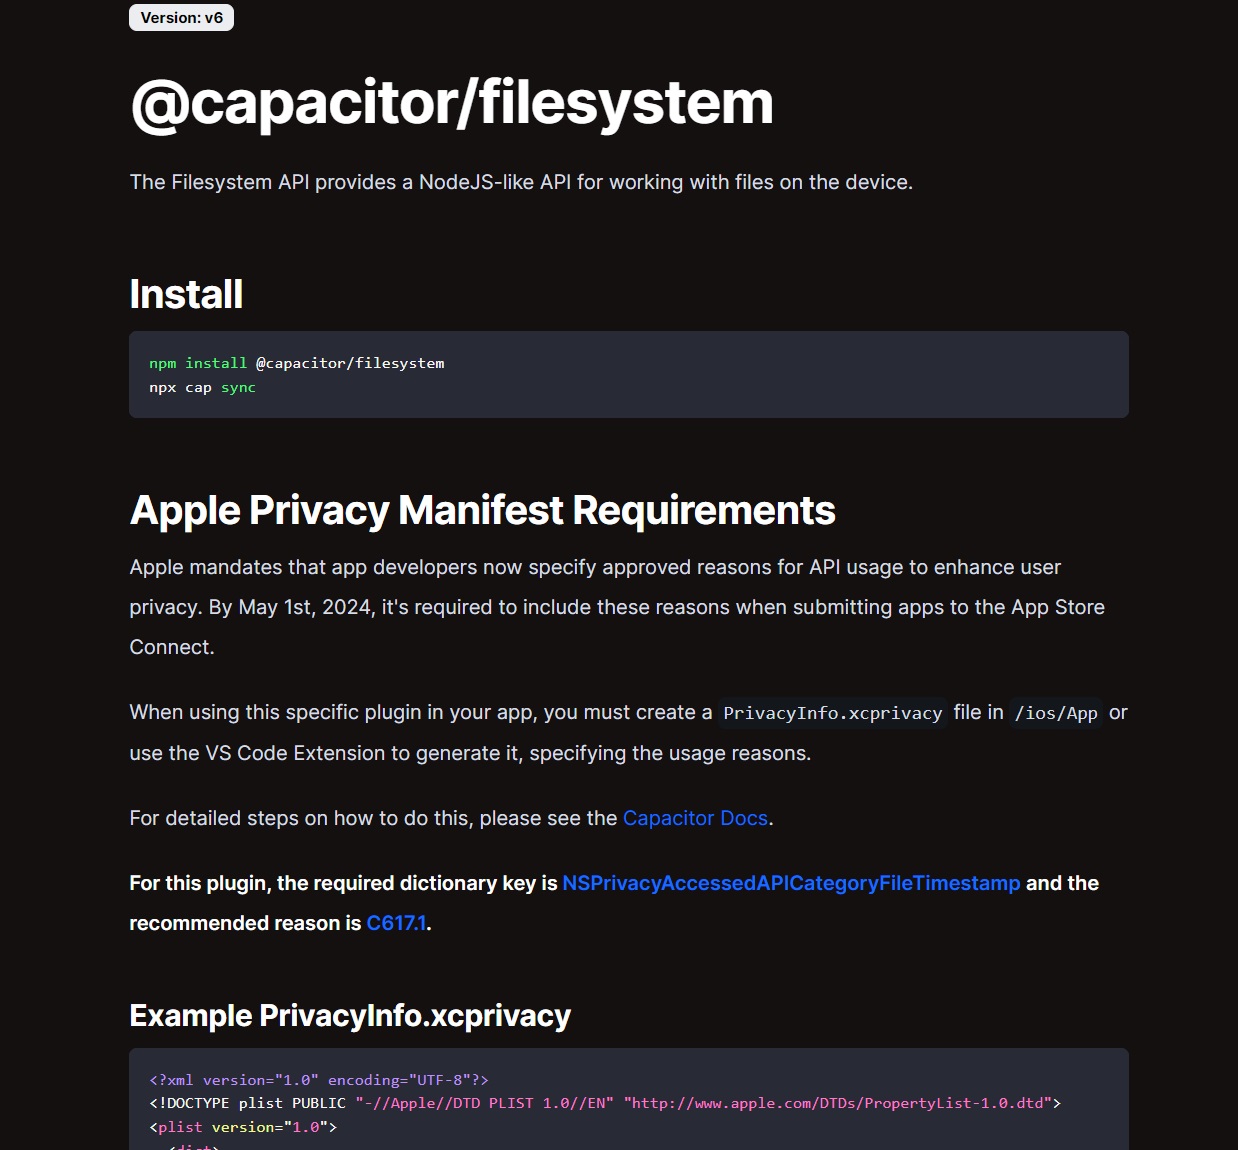 Version: v6
@capacitor/filesystem
The Filesystem API provides a NodeJS-like API for working with files on the device.
Install
npm install @capacitor/filesystem
npx cap sync
Apple Privacy Manifest Requirements
Apple mandates that app developers now specify approved reasons for API usage to enhance user
privacy. By May 1st, 2024, it's required to include these reasons when submitting apps to the App Store
Connect.
When using this specific plugin in your app, you must create a PrivacyInfo.xcprivacy file in /ios/App or
use the VS Code Extension to generate it, specifying the usage reasons.
For detailed steps on how to do this, please see the Capacitor Docs.
For this plugin, the required dictionary key is NSPrivacyAccessedAPICategoryFileTimestamp and the
recommended reason is C617.1.
Example PrivacyInfo.xcprivacy
<?xml version="1.0" encoding="UTF-8"?>
<!DOCTYPE plist PUBLIC "-//Apple//DTD PLIST 1.0//EN" "http://www.apple.com/DTDs/PropertyList-1.0.dtd">
<plist version="1.0">
<dict>